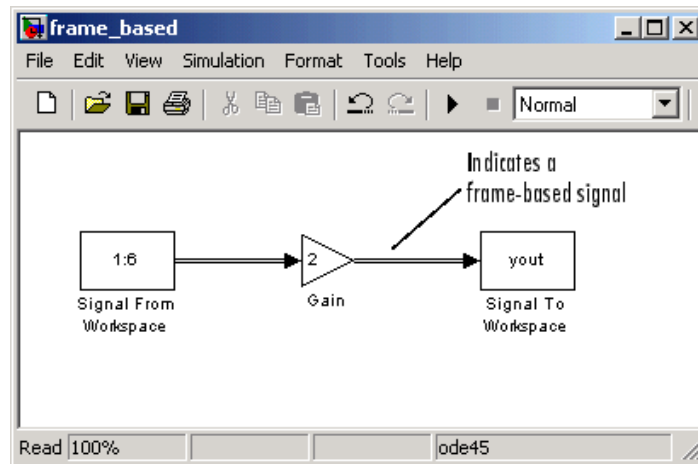 frame_based
File Edit View Simulation Format Tools Help
Normal
Indicates a
frame-based signal
1:6
2
yout
Signal From
Workspace
Gain
Signal To
Workspace
Read 100% ode45